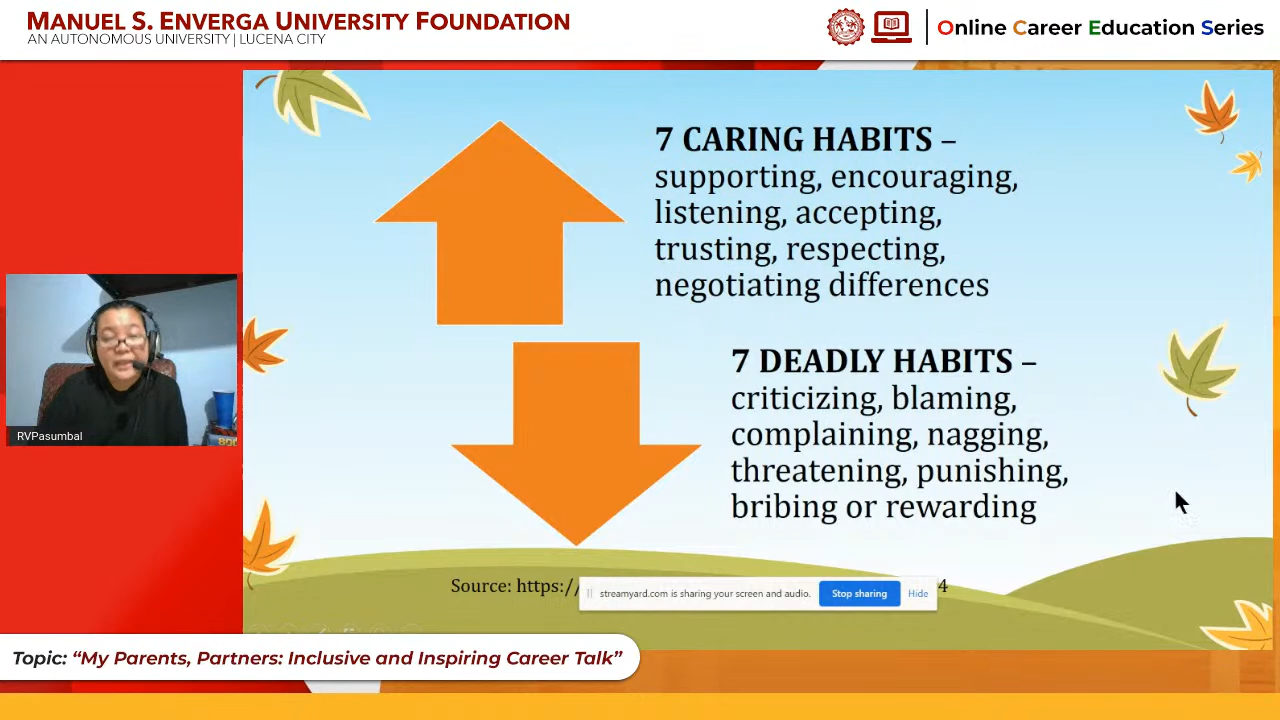 MANUEL S. ENVERGA UNIVERSITY FOUNDATION
AN AUTONOMOUS UNIVERSITY | LUCENA CITY
Online Career Education Series
7 CARING HABITS –
supporting, encouraging,
listening, accepting,
trusting, respecting,
negotiating differences
7 DEADLY HABITS –
criticizing, blaming,
complaining, nagging,
threatening, punishing,
bribing or rewarding
RVPasumbal
Source: https:/
4
streamyard.com is sharing your screen and audio.
Stop sharing
Hide
Topic: “My Parents, Partners: Inclusive and Inspiring Career Talk”